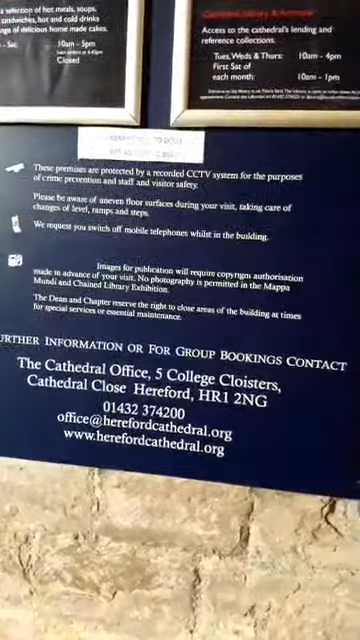 selection of hot meals, soups,
sandwiches, hot and cold drinks
of delicious home made cakes.
Sat: 10am - 5pm
Closed
Access to the cathedral's lending and
reference collections.
Tues, Weds & Thurs: 10am - 4pm
First Sat of
each month: 10am - 1pm
These premises are protected by a recorded CCTV system for the purposes
of crime prevention and staff and visitor safety.
Please be aware of uneven floor surfaces during your visit, taking care of
changes of level, ramps and steps.
We request you switch off mobile telephones whilst in the building.
Images for publication will require copyright authorisation
made in advance of your visit. No photography is permitted in the Mappa
Mundi and Chained Library Exhibition.
The Dean and Chapter reserve the right to close areas of the building at times
for special services or essential maintenance.
URTHER INFORMATION OR FOR GROUP BOOKINGS CONTACT
The Cathedral Office, 5 College Cloisters,
Cathedral Close Hereford, HR1 2NG
01432 374200
office@herefordcathedral.org
www.herefordcathedral.org